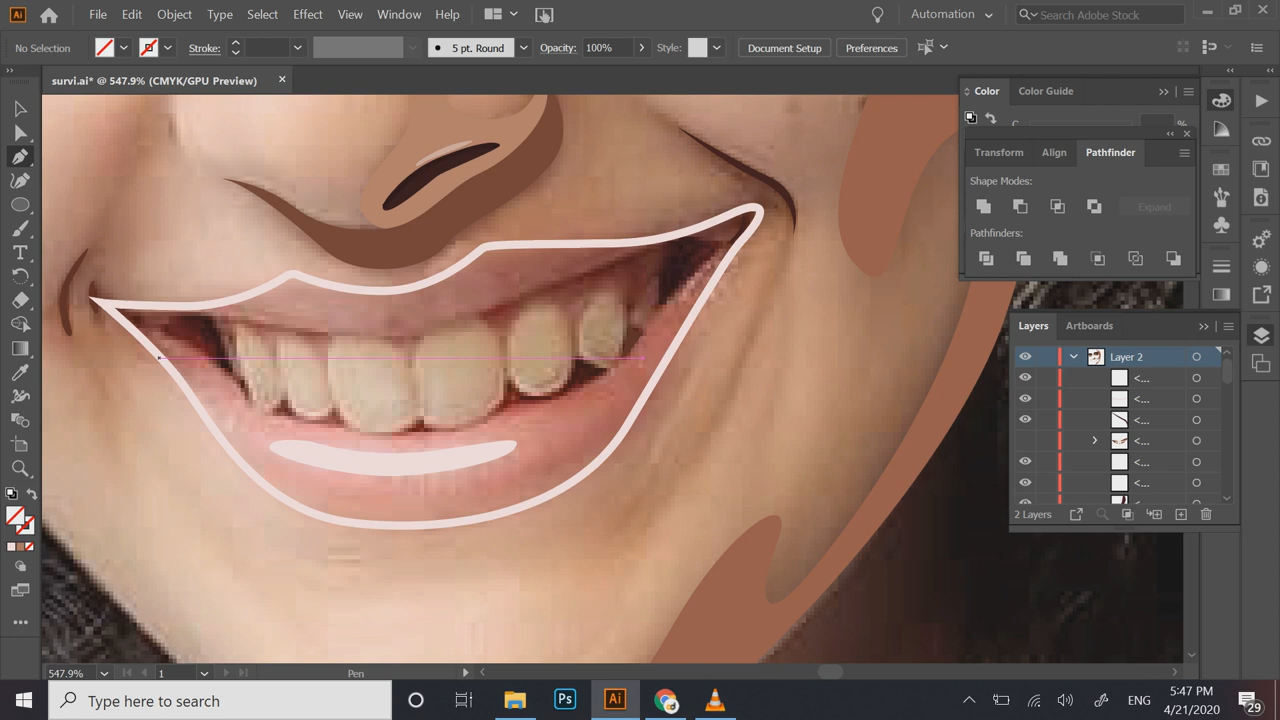 Ai File Edit Object Type Select Effect View Window Help Automation Search Adobe Stock
No Selection Stroke: 5 pt. Round Opacity: 100% Style: Document Setup Preferences
survi.ai* @ 547.9% (CMYK/GPU Preview)
Color Color Guide
C %
Transform Align Pathfinder
Shape Modes:
Expand
Pathfinders:
Layers Artboards
Layer 2
<...
<...
<...
<...
<...
<...
2 Layers
547.9% 1 Pen
Type here to search Ps Ai ENG 5:47 PM
4/21/2020 29